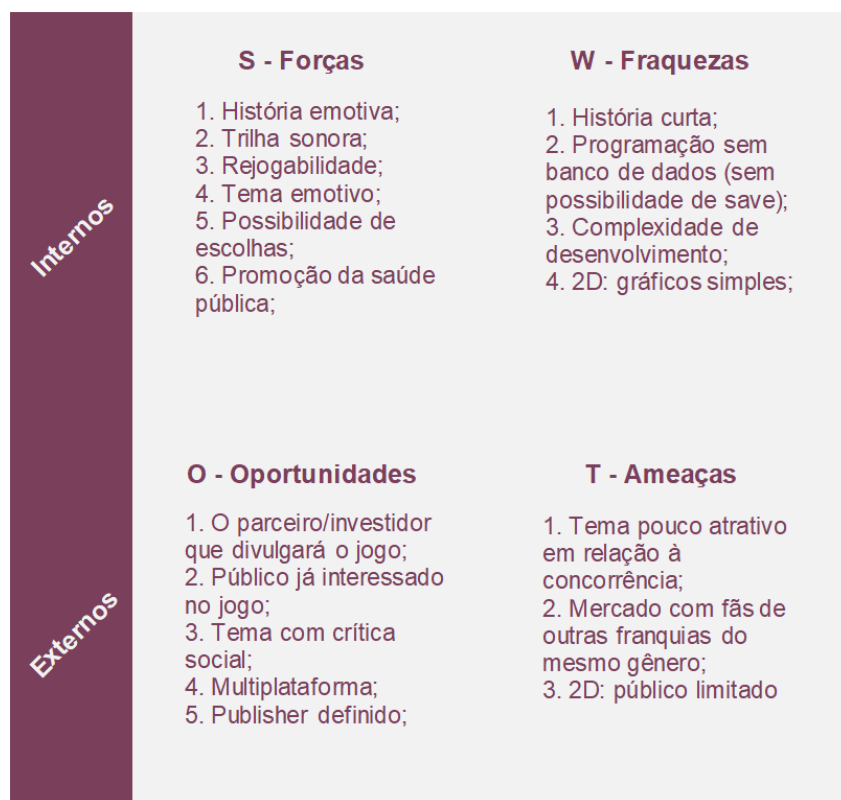 Internos
S - Forças
1. História emotiva;
2. Trilha sonora;
3. Rejogabilidade;
4. Tema emotivo;
5. Possibilidade de
escolhas;
6. Promoção da saúde
pública;
W - Fraquezas
1. História curta;
2. Programação sem
banco de dados (sem
possibilidade de save);
3. Complexidade de
desenvolvimento;
4. 2D: gráficos simples;
Externos
O - Oportunidades
1. O parceiro/investidor
que divulgará o jogo;
2. Público já interessado
no jogo;
3. Tema com crítica
social;
4. Multiplataforma;
5. Publisher definido;
T - Ameaças
1. Tema pouco atrativo
em relação à
concorrência;
2. Mercado com fãs de
outras franquias do
mesmo gênero;
3. 2D: público limitado